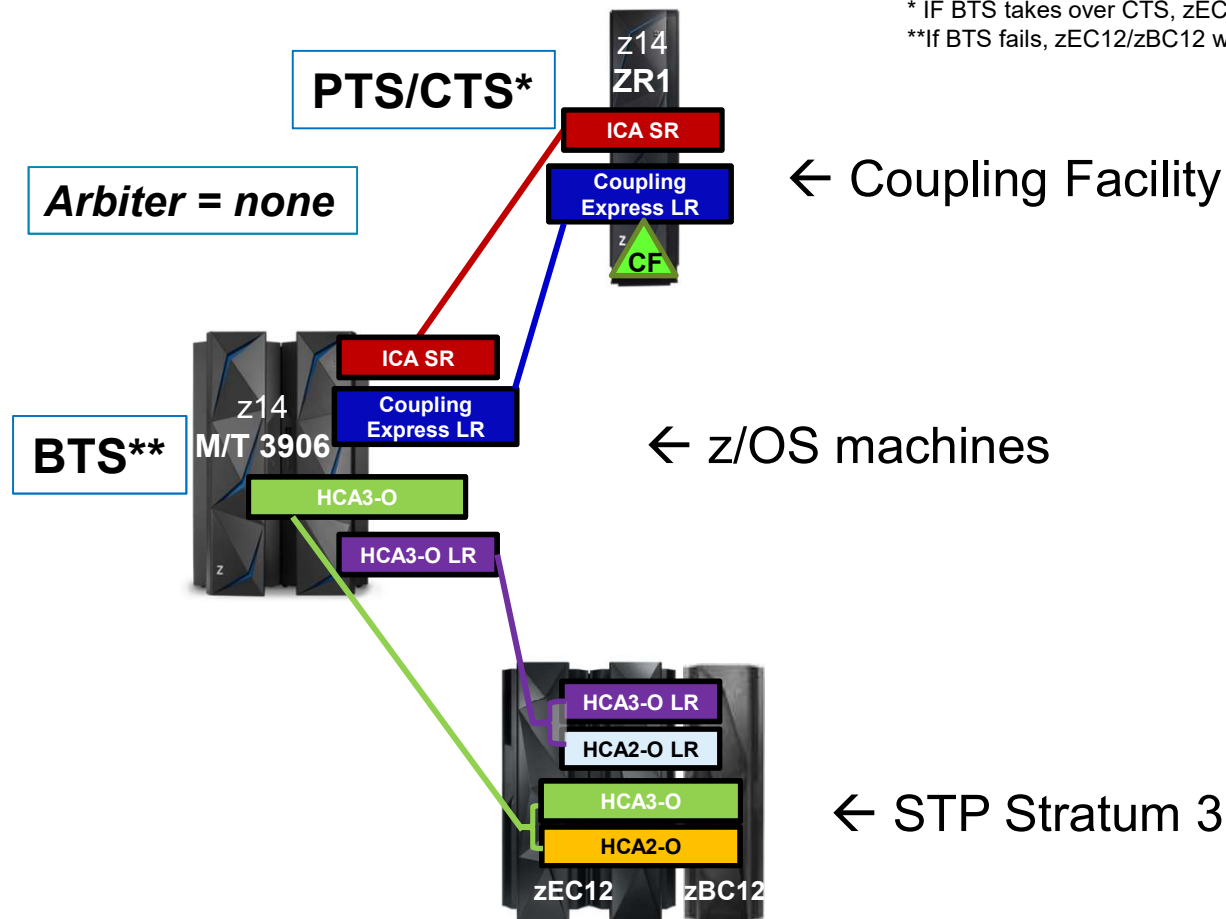 * IF BTS takes over CTS, zEC
**If BTS fails, zEC12/zBC12 w
PTS/CTS*
z14
ZR1
ICA SR
Coupling
Express LR
z
CF
← Coupling Facility
Arbiter = none
ICA SR
Coupling
Express LR
z14
M/T 3906
BTS**
← z/OS machines
HCA3-O
HCA3-O LR
z
HCA3-O LR
HCA2-O LR
HCA3-O
HCA2-O
← STP Stratum 3
zEC12
zBC12